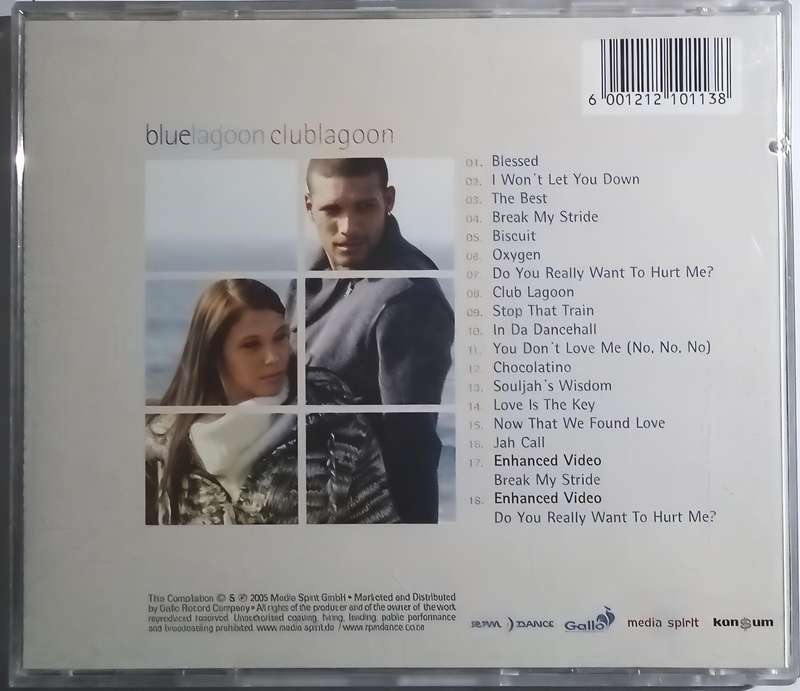 6 001212 101138
bluelagoon clublagoon
01. Blessed
02. I Won't Let You Down
03. The Best
04. Break My Stride
05. Biscuit
06. Oxygen
07. Do You Really Want To Hurt Me?
08. Club Lagoon
09. Stop That Train
10. In Da Dancehall
11. You Don't Love Me (No, No, No)
12. Chocolatino
13. Souljah's Wisdom
14. Love Is The Key
15. Now That We Found Love
16. Jah Call
17. Enhanced Video
Break My Stride
18. Enhanced Video
Do You Really Want To Hurt Me?
This Compilation © & ℗ 2005 Media Spirit GmbH • Marketed and Distributed
by Gallo Record Company • All rights of the producer and of the owner of the work
reproduced reserved. Unauthorised copying, hiring, lending, public performance
and broadcasting prohibited. www.media-spirit.de / www.rpmdance.co.za
RPM DANCE
Gallo
media spirit
konsum